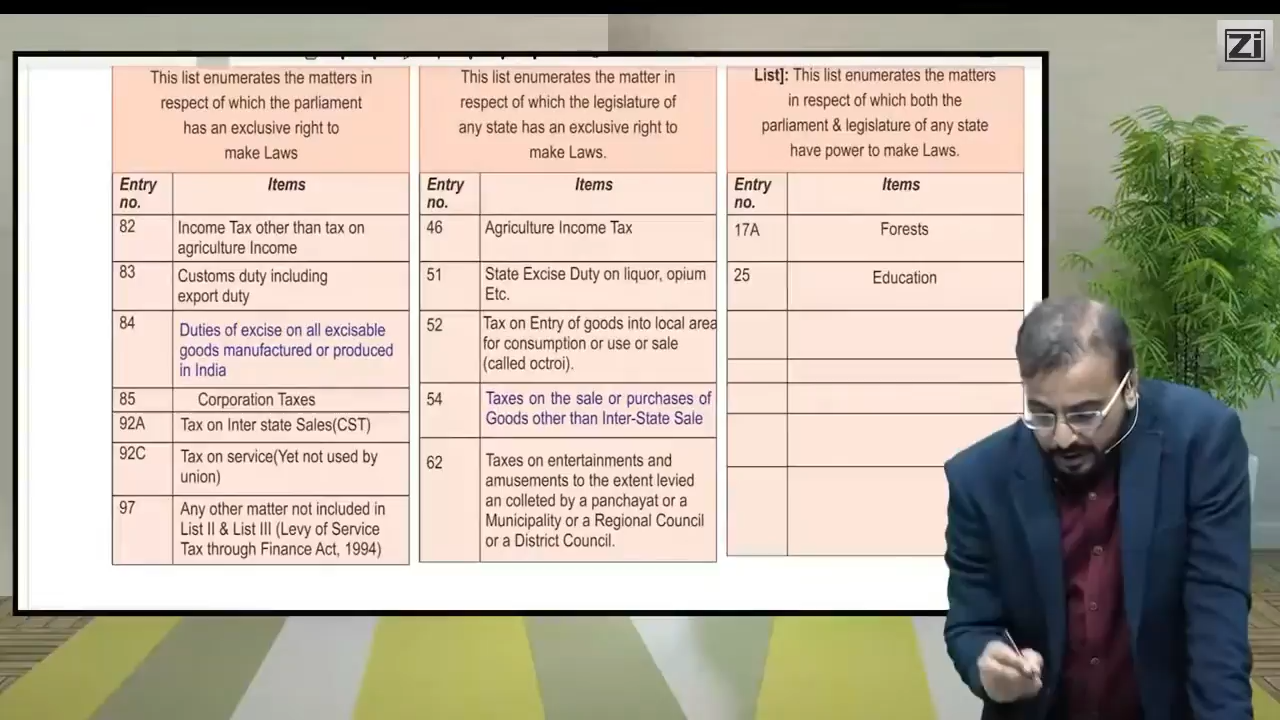 Zi
This list enumerates the matters in
respect of which the parliament
has an exclusive right to
make Laws
Entry
no.
Items
82
Income Tax other than tax on
agriculture Income
83
Customs duty including
export duty
84
Duties of excise on all excisable
goods manufactured or produced
in India
85
Corporation Taxes
92A
Tax on Inter state Sales(CST)
92C
Tax on service(Yet not used by
union)
97
Any other matter not included in
List II & List III (Levy of Service
Tax through Finance Act, 1994)
This list enumerates the matter in
respect of which the legislature of
any state has an exclusive right to
make Laws.
Entry
no.
Items
46
Agriculture Income Tax
51
State Excise Duty on liquor, opium
Etc.
52
Tax on Entry of goods into local area
for consumption or use or sale
(called octroi).
54
Taxes on the sale or purchases of
Goods other than Inter-State Sale
62
Taxes on entertainments and
amusements to the extent levied
an colleted by a panchayat or a
Municipality or a Regional Council
or a District Council.
List]: This list enumerates the matters
in respect of which both the
parliament & legislature of any state
have power to make Laws.
Entry
no.
Items
17A
Forests
25
Education